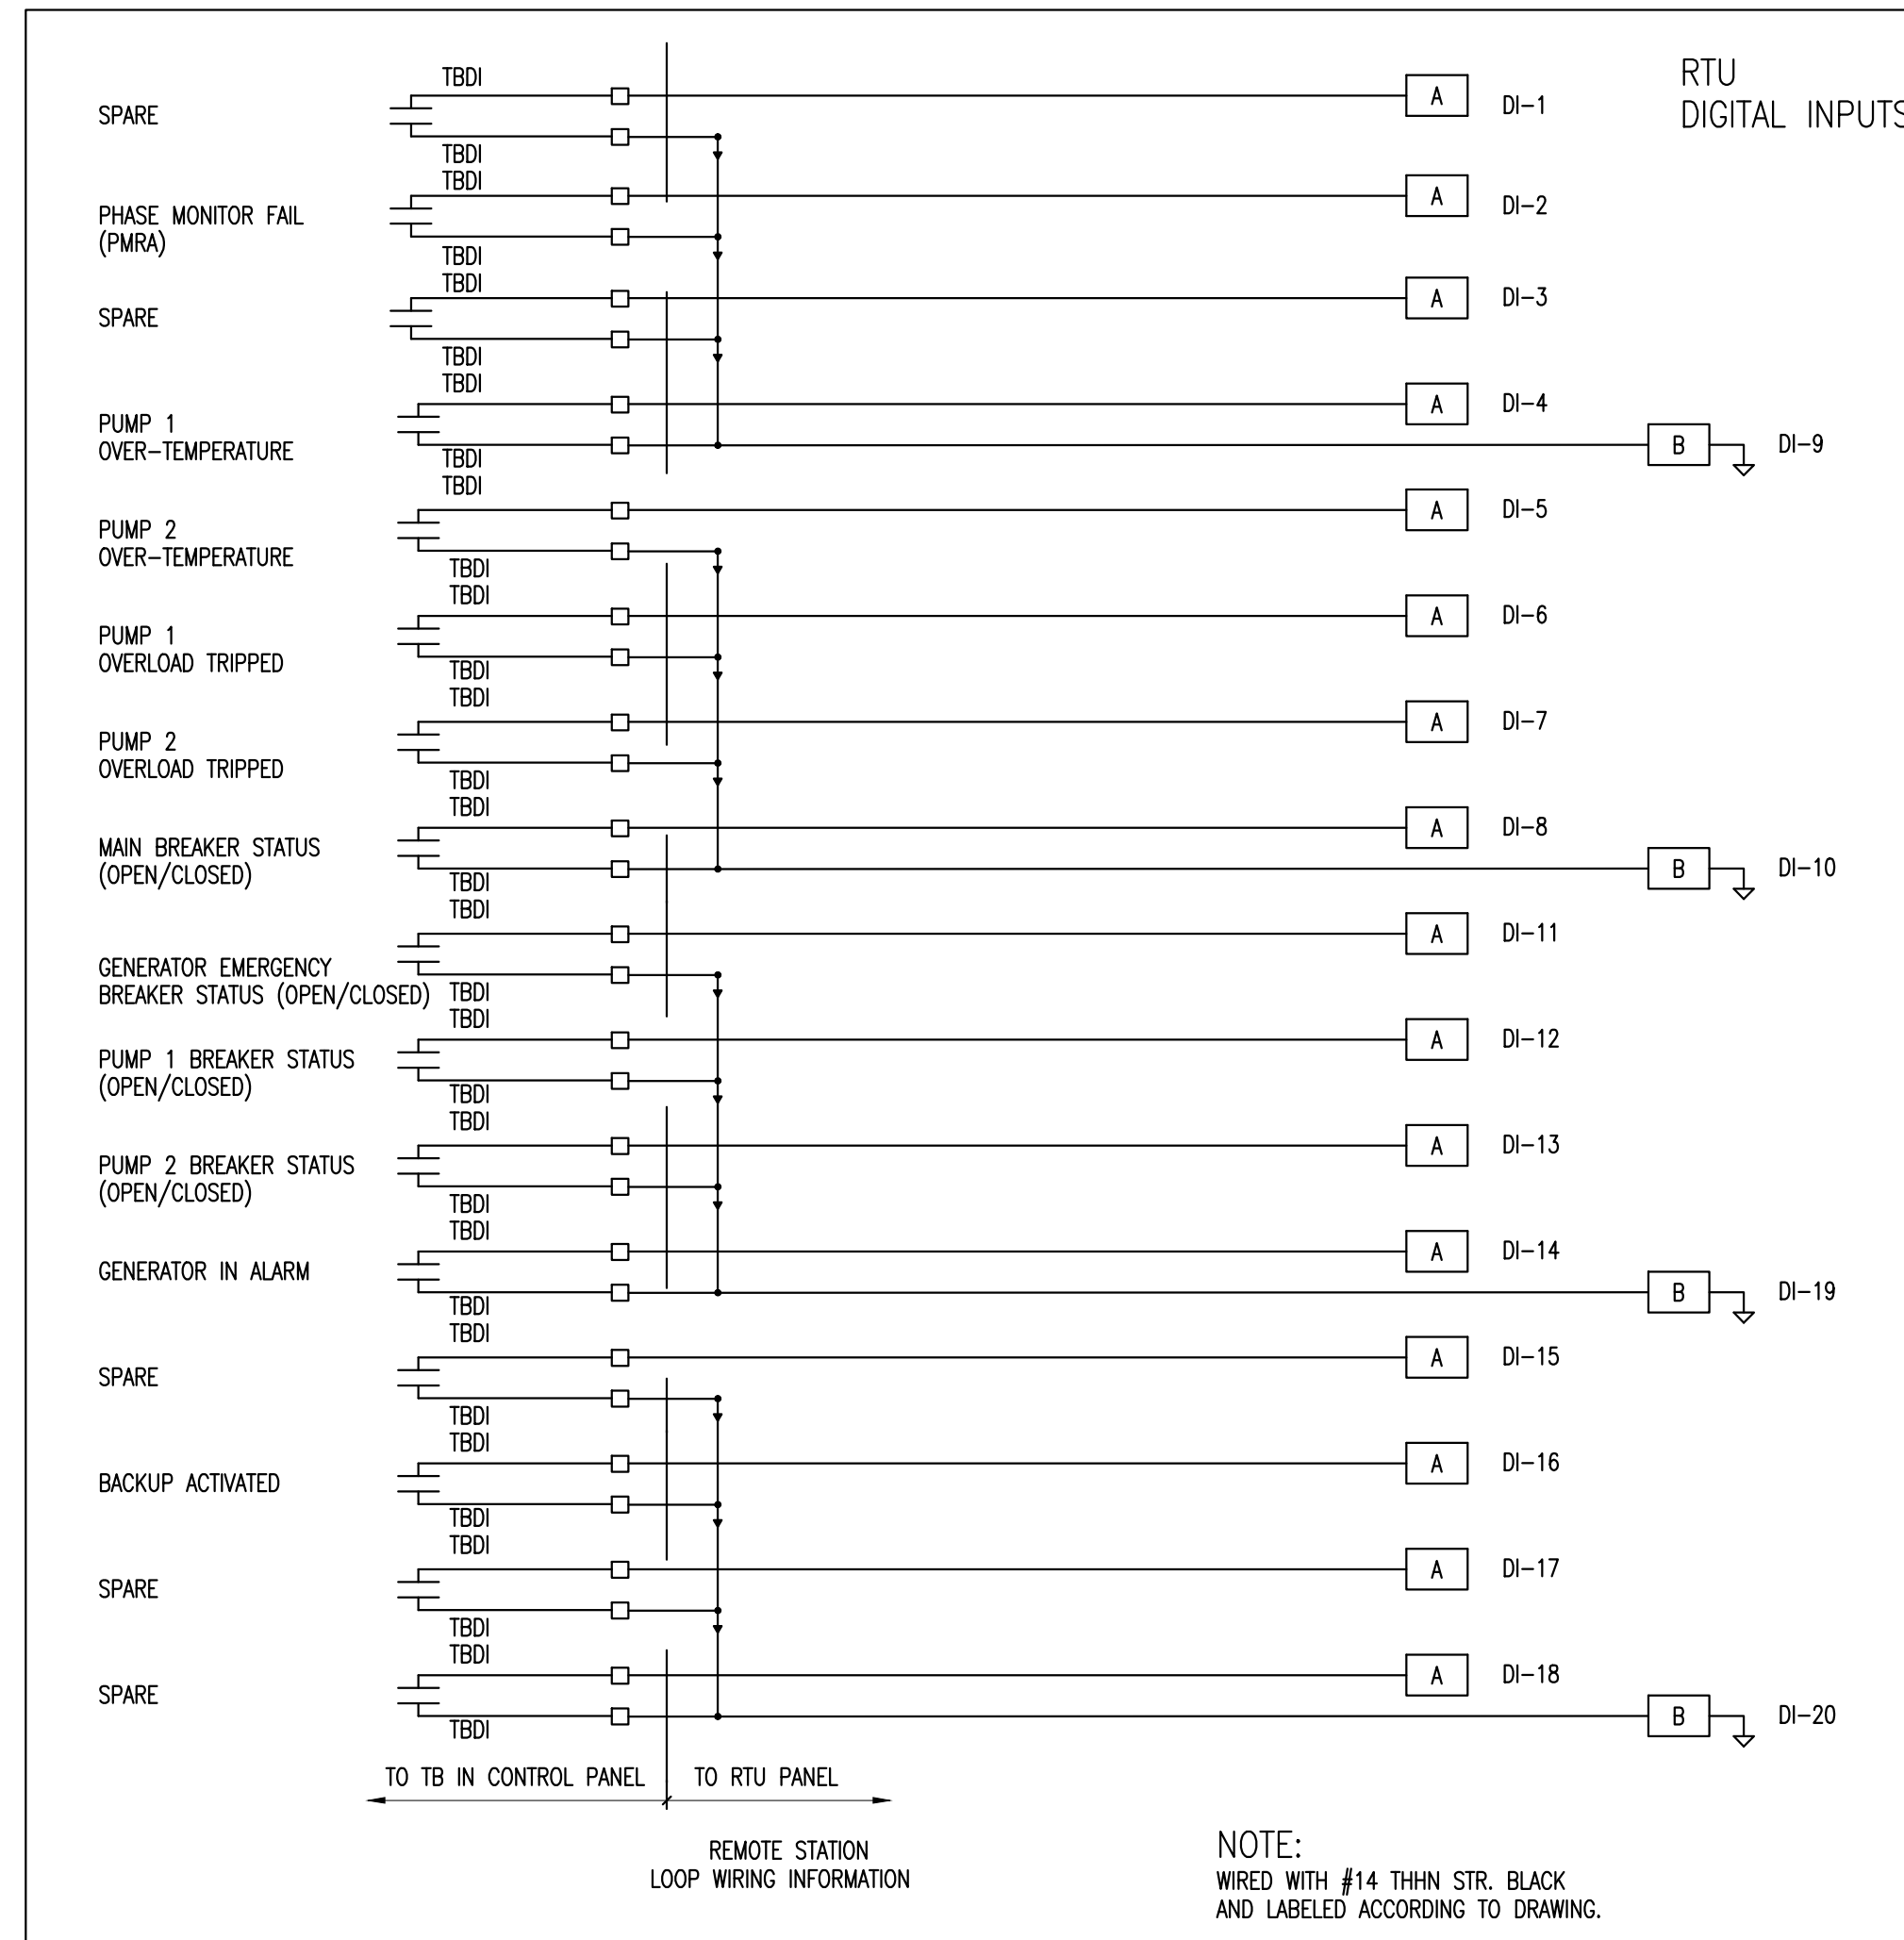 RTU
DIGITAL INPUTS
TBDI
SPARE
A
DI-1
TBDI
TBDI
PHASE MONITOR FAIL
(PMRA)
A
DI-2
TBDI
TBDI
SPARE
A
DI-3
TBDI
TBDI
PUMP 1
OVER-TEMPERATURE
A
DI-4
B
DI-9
TBDI
TBDI
PUMP 2
OVER-TEMPERATURE
A
DI-5
TBDI
TBDI
PUMP 1
OVERLOAD TRIPPED
A
DI-6
TBDI
TBDI
PUMP 2
OVERLOAD TRIPPED
A
DI-7
TBDI
TBDI
MAIN BREAKER STATUS
(OPEN/CLOSED)
A
DI-8
B
DI-10
TBDI
TBDI
GENERATOR EMERGENCY
BREAKER STATUS (OPEN/CLOSED)
A
DI-11
TBDI
TBDI
PUMP 1 BREAKER STATUS
(OPEN/CLOSED)
A
DI-12
TBDI
TBDI
PUMP 2 BREAKER STATUS
(OPEN/CLOSED)
A
DI-13
TBDI
TBDI
GENERATOR IN ALARM
A
DI-14
B
DI-19
TBDI
TBDI
SPARE
A
DI-15
TBDI
TBDI
BACKUP ACTIVATED
A
DI-16
TBDI
TBDI
SPARE
A
DI-17
TBDI
TBDI
SPARE
A
DI-18
B
DI-20
TBDI
TO TB IN CONTROL PANEL
TO RTU PANEL
REMOTE STATION
LOOP WIRING INFORMATION
NOTE:
WIRED WITH #14 THHN STR. BLACK
AND LABELED ACCORDING TO DRAWING.